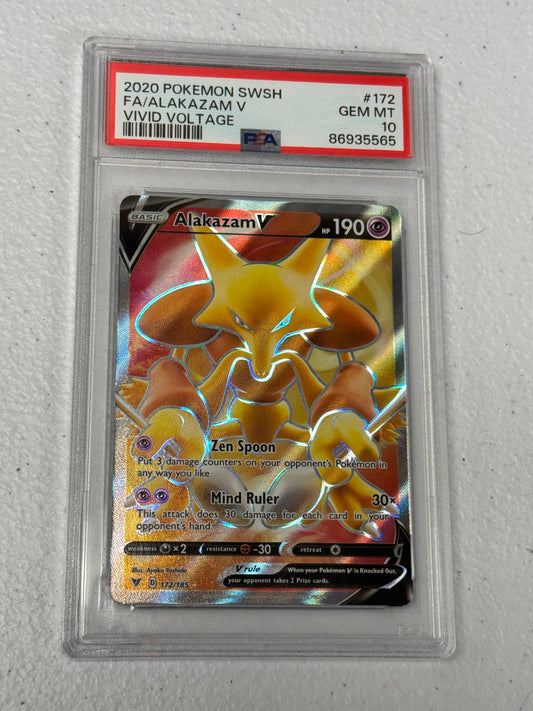 2020 POKEMON SWSH #172
FA/ALAKAZAM V GEM MT
VIVID VOLTAGE 10
PSA 86935565
BASIC Alakazam V HP 190
Zen Spoon
Put 3 damage counters on your opponent's Pokémon in
any way you like.
Mind Ruler 30×
This attack does 30 damage for each card in your
opponent's hand.
weakness ×2 resistance -30 retreat
V rule When your Pokémon V is Knocked Out,
your opponent takes 2 Prize cards.
Illus. Ayaka Yoshida
D 172/185